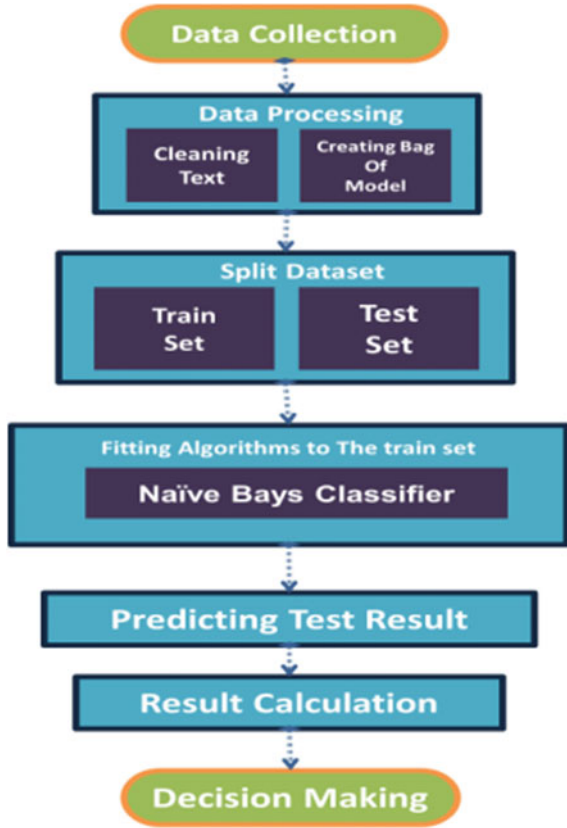 Data Collection
Data Processing
Cleaning
Text
Creating Bag
Of
Model
Split Dataset
Train
Set
Test
Set
Fitting Algorithms to The train set
Naïve Bays Classifier
Predicting Test Result
Result Calculation
Decision Making